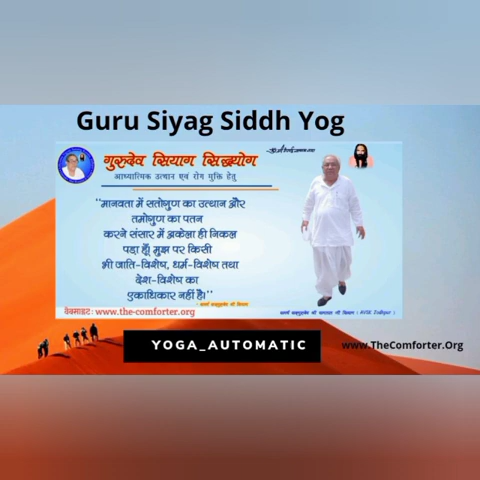 Guru Siyag Siddh Yog
गुरुदेव सियाग सिद्धयोग
आध्यात्मिक उत्थान एवं रोग मुक्ति हेतु
"मानवता में सतोगुण का उत्थान और
तमोगुण का पतन
करने संसार में अकेला ही निकल
पड़ा हूँ। मुझ पर किसी
भी जाति-विशेष, धर्म-विशेष तथा
देश-विशेष का
एकाधिकार नहीं है।"
वेबसाइट: www.the-comforter.org
YOGA_AUTOMATIC
www.TheComforter.Org